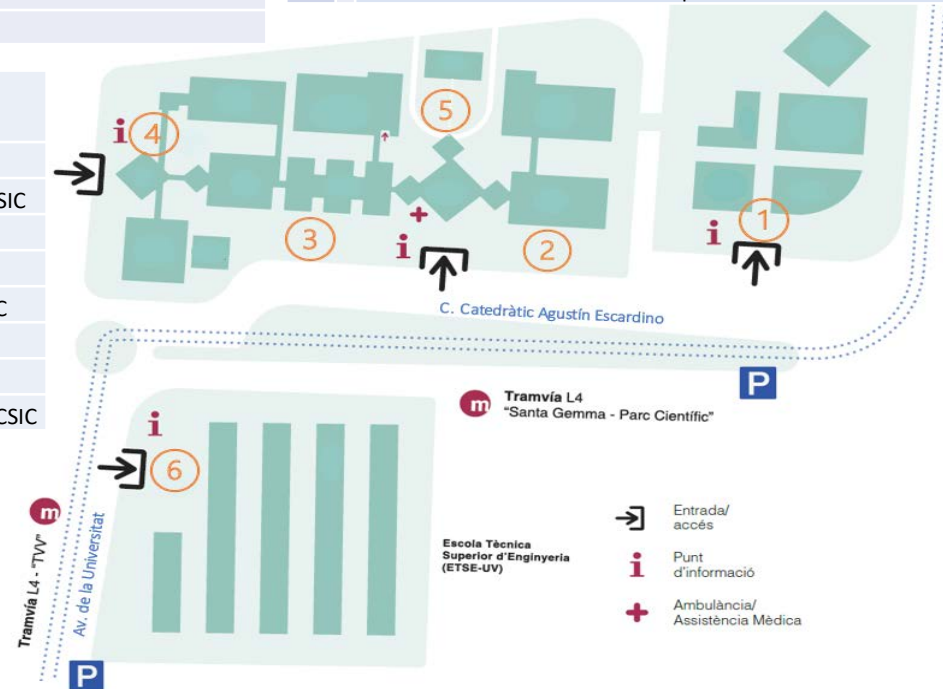 SIC
C
CSIC
i
4
5
3
2
1
i
i
C. Catedràtic Agustín Escardino
P
m
Tramvía L4
"Santa Gemma - Parc Científic"
i
6
m
Tramvía L4 - "TVV"
Av. de la Universitat
P
Escola Tècnica
Superior d'Enginyeria
(ETSE-UV)
Entrada/
accés
i
Punt
d'informació
Ambulància/
Assistència Mèdica